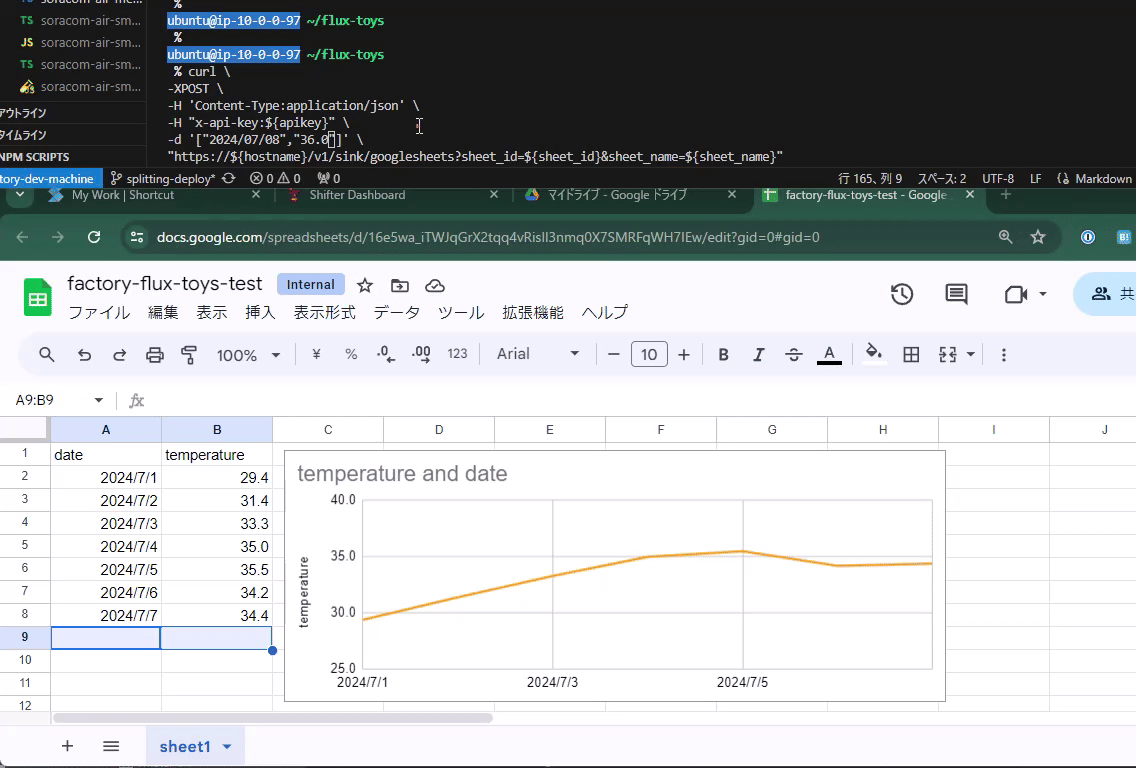 %
TS soracom-air-sm... ubuntu@ip-10-0-0-97 ~/flux-toys
JS soracom-air-sm... %
ubuntu@ip-10-0-0-97 ~/flux-toys
TS soracom-air-sm... % curl \
soracom-air-sm... -XPOST \
-H 'Content-Type:application/json' \
アウトライン
-H "x-api-key:${apikey}" \
タイムライン -d '["2024/07/08","36.0"]' \
NPM SCRIPTS "https://${hostname}/v1/sink/googlesheets?sheet_id=${sheet_id}&sheet_name=${sheet_name}"
tory-dev-machine splitting-deploy* 0 0 0 行 165、列 9 スペース: 2 UTF-8 LF Markdown
My Work | Shortcut Shifter Dashboard マイドライブ - Google ドライブ factory-flux-toys-test - Google
docs.google.com/spreadsheets/d/16e5wa_iTWJqGrX2tqq4vRisII3nmq0X7SMRFqWH7IEw/edit?gid=0#gid=0
factory-flux-toys-test Internal
ファイル 編集 表示 挿入 表示形式 データ ツール 拡張機能 ヘルプ 共
100% ¥ % .0 .00 123 Arial 10 B I A
A9:B9 fx
A B C D E F G H I J
1 date temperature
2 2024/7/1 29.4
3 2024/7/2 31.4
4 2024/7/3 33.3
5 2024/7/4 35.0
6 2024/7/5 35.5
7 2024/7/6 34.2
8 2024/7/7 34.4
9
10
11
12
temperature and date
40.0
35.0
temperature
30.0
25.0
2024/7/1 2024/7/3 2024/7/5
sheet1